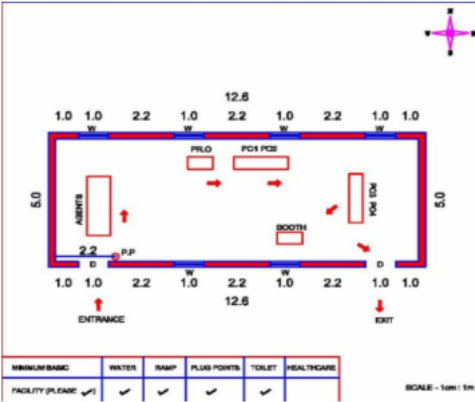 N
W
S
12.6
1.0 1.0 2.2 1.0 2.2 1.0 2.2 1.0 1.0
W W W W
PR.O PO1 PO2
5.0
AGENTS
PO3 PO4
5.0
BOOTH
2.2 P.P
D W W D
1.0 1.0 2.2 1.0 2.2 1.0 2.2 1.0 1.0
12.6
ENTRANCE EXIT
MINIMUM BASIC WATER RAMP PLUG POINTS TOILET HEALTHCARE
FACILITY (PLEASE ✓) ✓ ✓ ✓ ✓
SCALE - 1cm : 1m